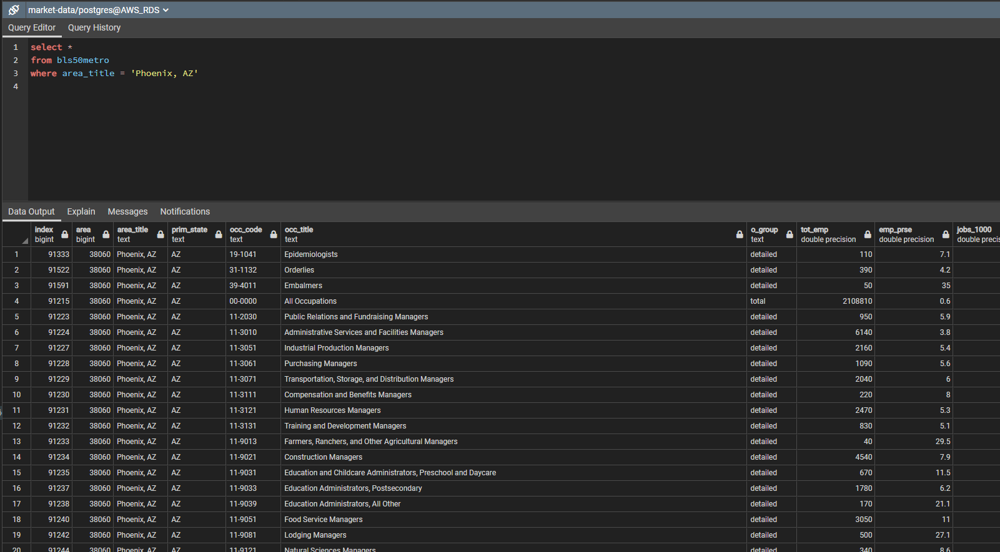 market-data/postgres@AWS_RDS
Query Editor Query History
1 select *
2 from bls50metro
3 where area_title = 'Phoenix, AZ'
4
Data Output Explain Messages Notifications
index area area_title prim_state occ_code occ_title o_group tot_emp emp_prse jobs_1000
bigint bigint text text text text text double precision double precision double precis
1 91333 38060 Phoenix, AZ AZ 19-1041 Epidemiologists detailed 110 7.1
2 91522 38060 Phoenix, AZ AZ 31-1132 Orderlies detailed 390 4.2
3 91591 38060 Phoenix, AZ AZ 39-4011 Embalmers detailed 50 35
4 91215 38060 Phoenix, AZ AZ 00-0000 All Occupations total 2108810 0.6
5 91223 38060 Phoenix, AZ AZ 11-2030 Public Relations and Fundraising Managers detailed 950 5.9
6 91224 38060 Phoenix, AZ AZ 11-3010 Administrative Services and Facilities Managers detailed 6140 3.8
7 91227 38060 Phoenix, AZ AZ 11-3051 Industrial Production Managers detailed 2160 5.4
8 91228 38060 Phoenix, AZ AZ 11-3061 Purchasing Managers detailed 1090 5.6
9 91229 38060 Phoenix, AZ AZ 11-3071 Transportation, Storage, and Distribution Managers detailed 2040 6
10 91230 38060 Phoenix, AZ AZ 11-3111 Compensation and Benefits Managers detailed 220 8
11 91231 38060 Phoenix, AZ AZ 11-3121 Human Resources Managers detailed 2470 5.3
12 91232 38060 Phoenix, AZ AZ 11-3131 Training and Development Managers detailed 830 5.1
13 91233 38060 Phoenix, AZ AZ 11-9013 Farmers, Ranchers, and Other Agricultural Managers detailed 40 29.5
14 91234 38060 Phoenix, AZ AZ 11-9021 Construction Managers detailed 4540 7.9
15 91235 38060 Phoenix, AZ AZ 11-9031 Education and Childcare Administrators, Preschool and Daycare detailed 670 11.5
16 91237 38060 Phoenix, AZ AZ 11-9033 Education Administrators, Postsecondary detailed 1780 6.2
17 91238 38060 Phoenix, AZ AZ 11-9039 Education Administrators, All Other detailed 170 21.1
18 91240 38060 Phoenix, AZ AZ 11-9051 Food Service Managers detailed 3050 11
19 91242 38060 Phoenix, AZ AZ 11-9081 Lodging Managers detailed 500 27.1
20 91244 38060 Phoenix, AZ AZ 11-9121 Natural Sciences Managers detailed 340 8.6